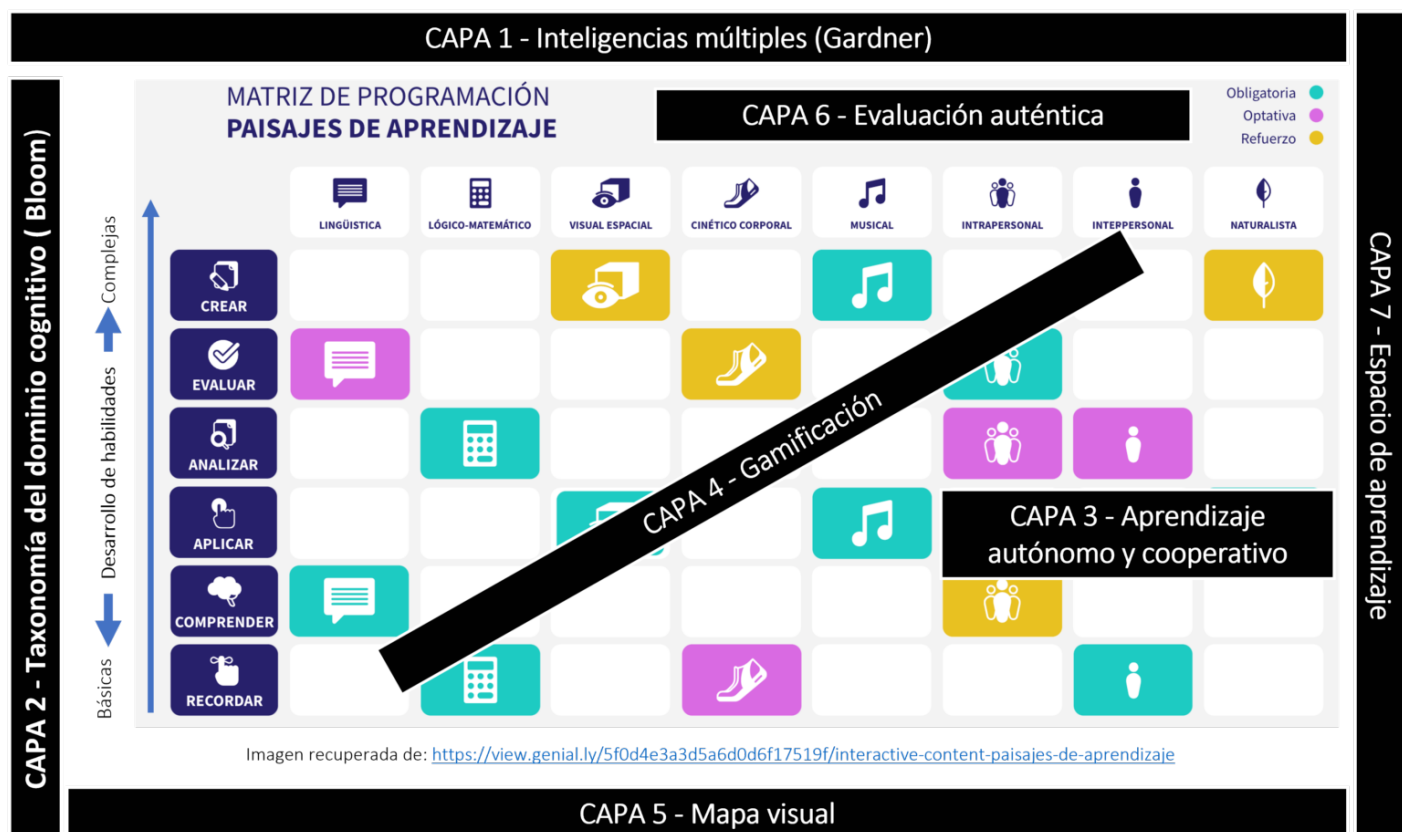 CAPA 1 - Inteligencias múltiples (Gardner)
CAPA 2 - Taxonomía del dominio cognitivo ( Bloom)
MATRIZ DE PROGRAMACIÓN
PAISAJES DE APRENDIZAJE
CAPA 6 - Evaluación auténtica
Obligatoria
Optativa
Refuerzo
CAPA 7 - Espacio de aprendizaje
LINGÜISTICA
LÓGICO-MATEMÁTICO
VISUAL ESPACIAL
CINÉTICO CORPORAL
MUSICAL
INTRAPERSONAL
INTERPERSONAL
NATURALISTA
Básicas
Desarrollo de habilidades
Complejas
CREAR
EVALUAR
ANALIZAR
APLICAR
COMPRENDER
RECORDAR
CAPA 4 - Gamificación
CAPA 3 - Aprendizaje
autónomo y cooperativo
Imagen recuperada de: https://view.genial.ly/5f0d4e3a3d5a6d0d6f17519f/interactive-content-paisajes-de-aprendizaje
CAPA 5 - Mapa visual